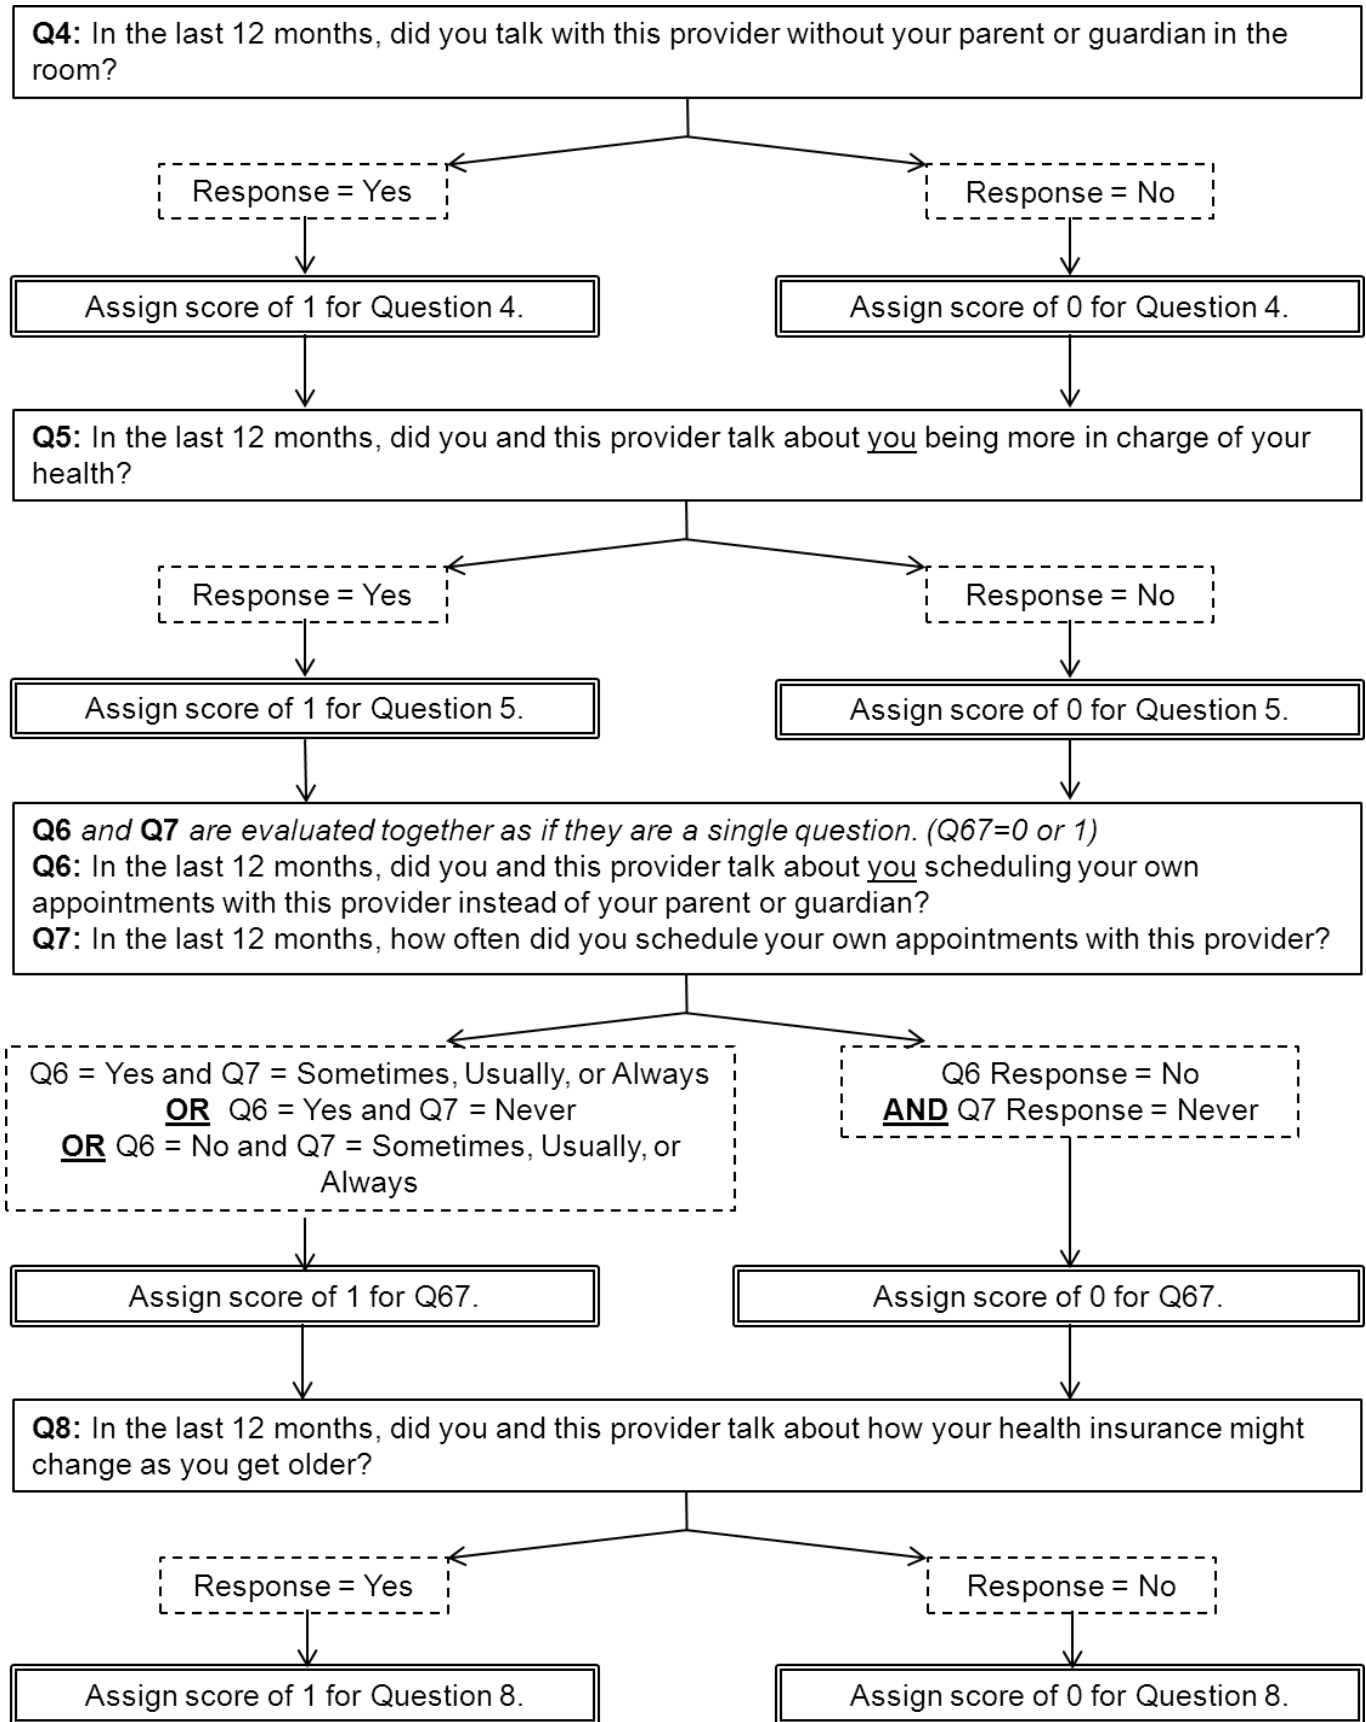 Q4: In the last 12 months, did you talk with this provider without your parent or guardian in the
room?
Response = Yes
Response = No
Assign score of 1 for Question 4.
Assign score of 0 for Question 4.
Q5: In the last 12 months, did you and this provider talk about you being more in charge of your
health?
Response = Yes
Response = No
Assign score of 1 for Question 5.
Assign score of 0 for Question 5.
Q6 and Q7 are evaluated together as if they are a single question. (Q67=0 or 1)
Q6: In the last 12 months, did you and this provider talk about you scheduling your own
appointments with this provider instead of your parent or guardian?
Q7: In the last 12 months, how often did you schedule your own appointments with this provider?
Q6 = Yes and Q7 = Sometimes, Usually, or Always
OR Q6 = Yes and Q7 = Never
OR Q6 = No and Q7 = Sometimes, Usually, or
Always
Q6 Response = No
AND Q7 Response = Never
Assign score of 1 for Q67.
Assign score of 0 for Q67.
Q8: In the last 12 months, did you and this provider talk about how your health insurance might
change as you get older?
Response = Yes
Response = No
Assign score of 1 for Question 8.
Assign score of 0 for Question 8.